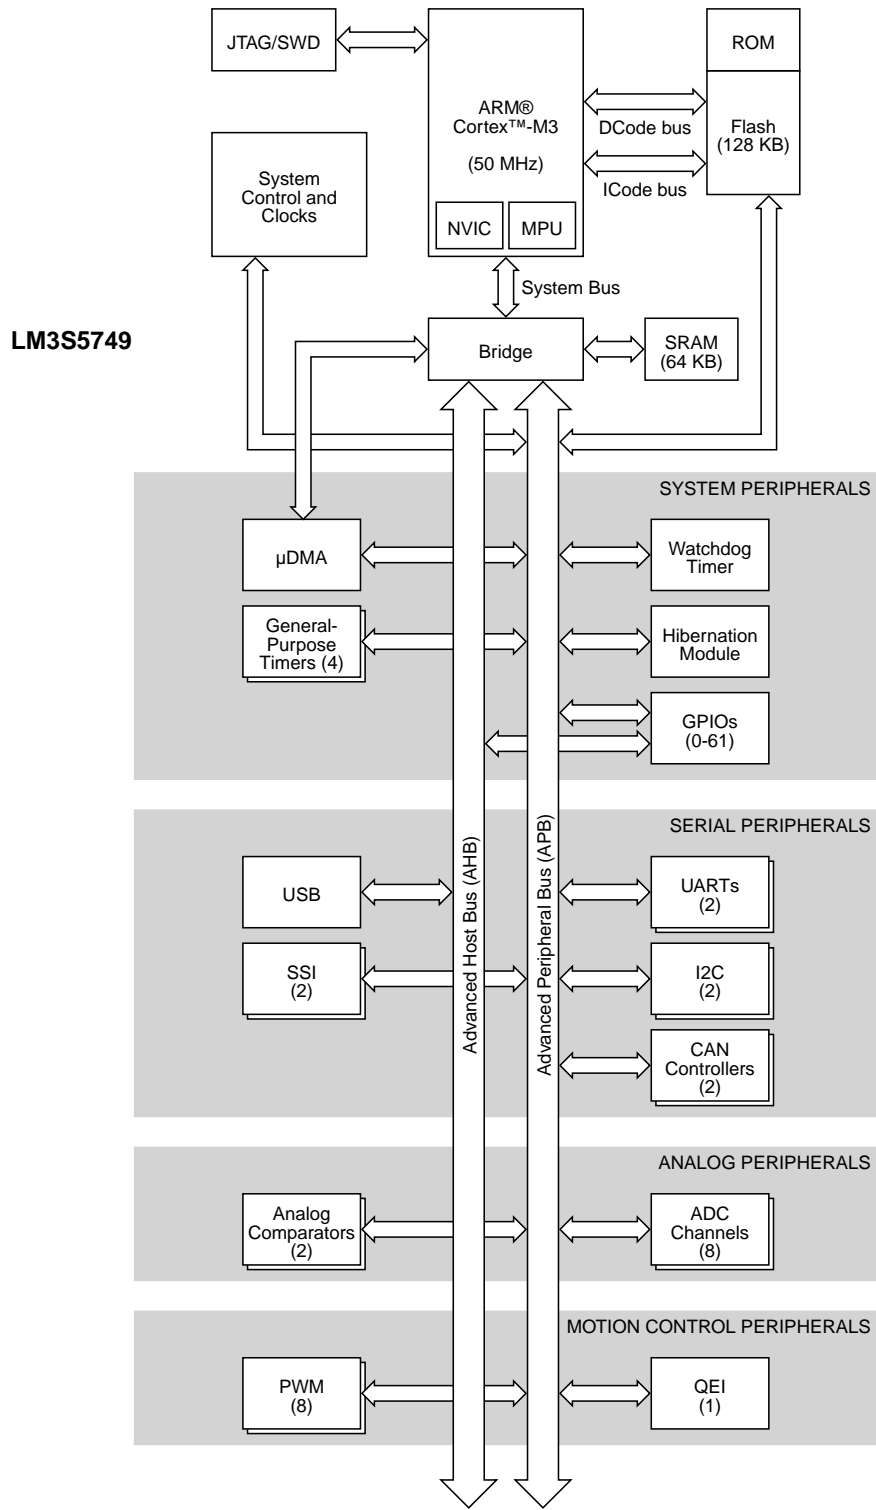 JTAG/SWD
ARM®
Cortex™-M3
(50 MHz)
NVIC
MPU
ROM
Flash
(128 KB)
DCode bus
ICode bus
System
Control and
Clocks
System Bus
LM3S5749
Bridge
SRAM
(64 KB)
SYSTEM PERIPHERALS
µDMA
Watchdog
Timer
General-
Purpose
Timers (4)
Hibernation
Module
GPIOs
(0-61)
Advanced Host Bus (AHB)
Advanced Peripheral Bus (APB)
SERIAL PERIPHERALS
USB
UARTs
(2)
SSI
(2)
I2C
(2)
CAN
Controllers
(2)
ANALOG PERIPHERALS
Analog
Comparators
(2)
ADC
Channels
(8)
MOTION CONTROL PERIPHERALS
PWM
(8)
QEI
(1)